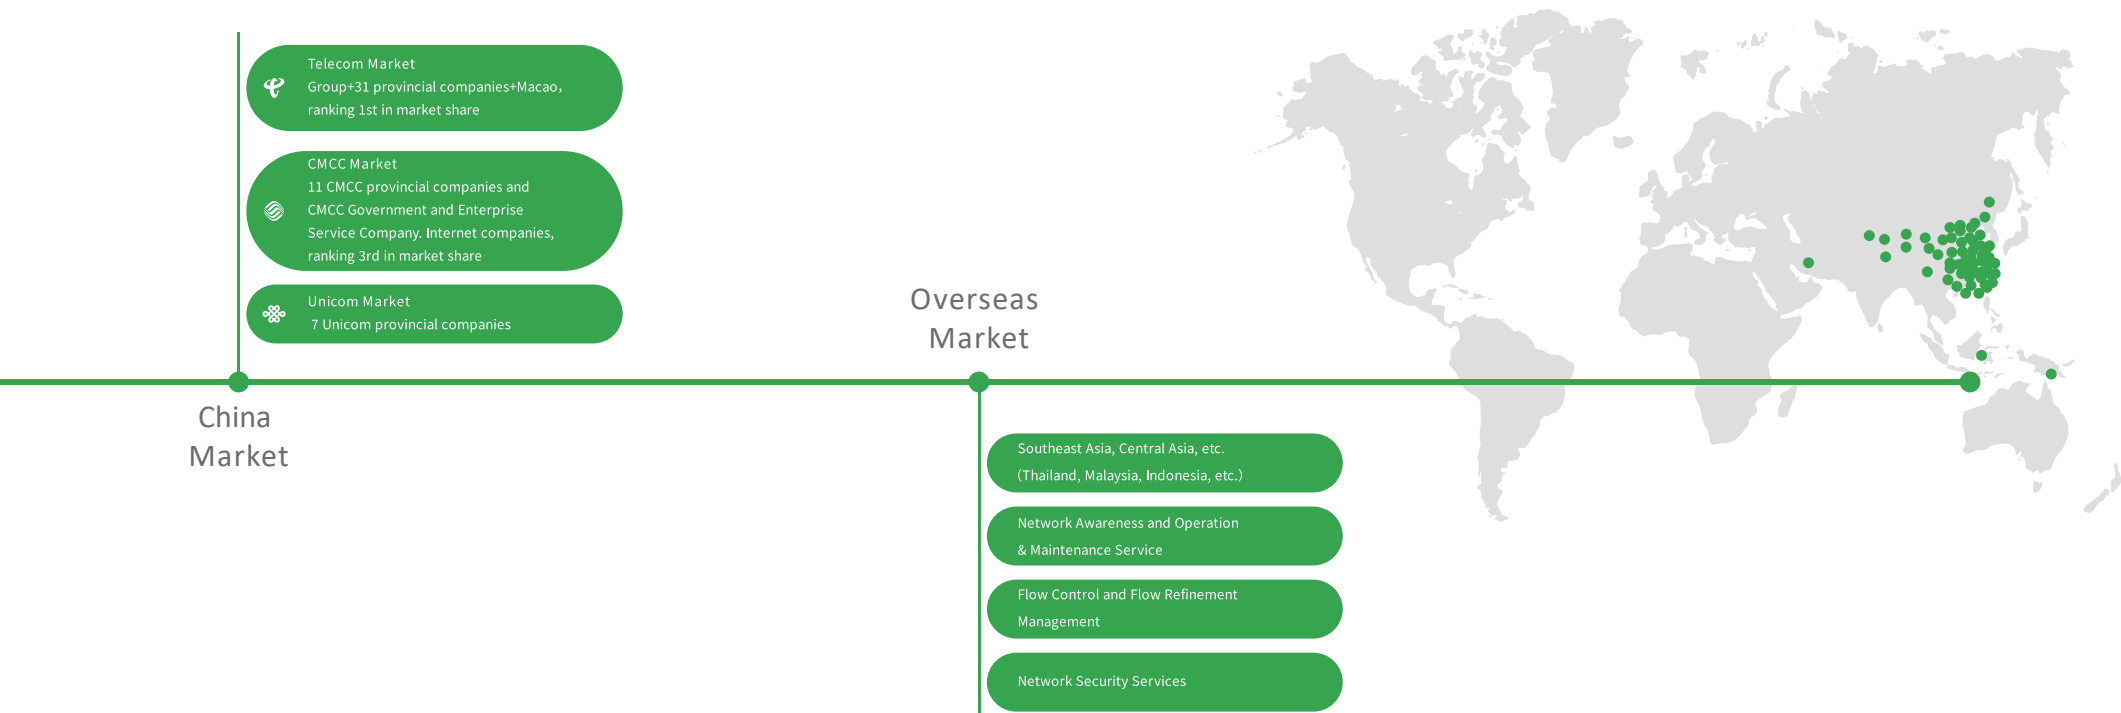 Telecom Market
Group+31 provincial companies+Macao,
ranking 1st in market share
CMCC Market
11 CMCC provincial companies and
CMCC Government and Enterprise
Service Company. Internet companies,
ranking 3rd in market share
Unicom Market
7 Unicom provincial companies
China
Market
Overseas
Market
Southeast Asia, Central Asia, etc.
(Thailand, Malaysia, Indonesia, etc.)
Network Awareness and Operation
& Maintenance Service
Flow Control and Flow Refinement
Management
Network Security Services